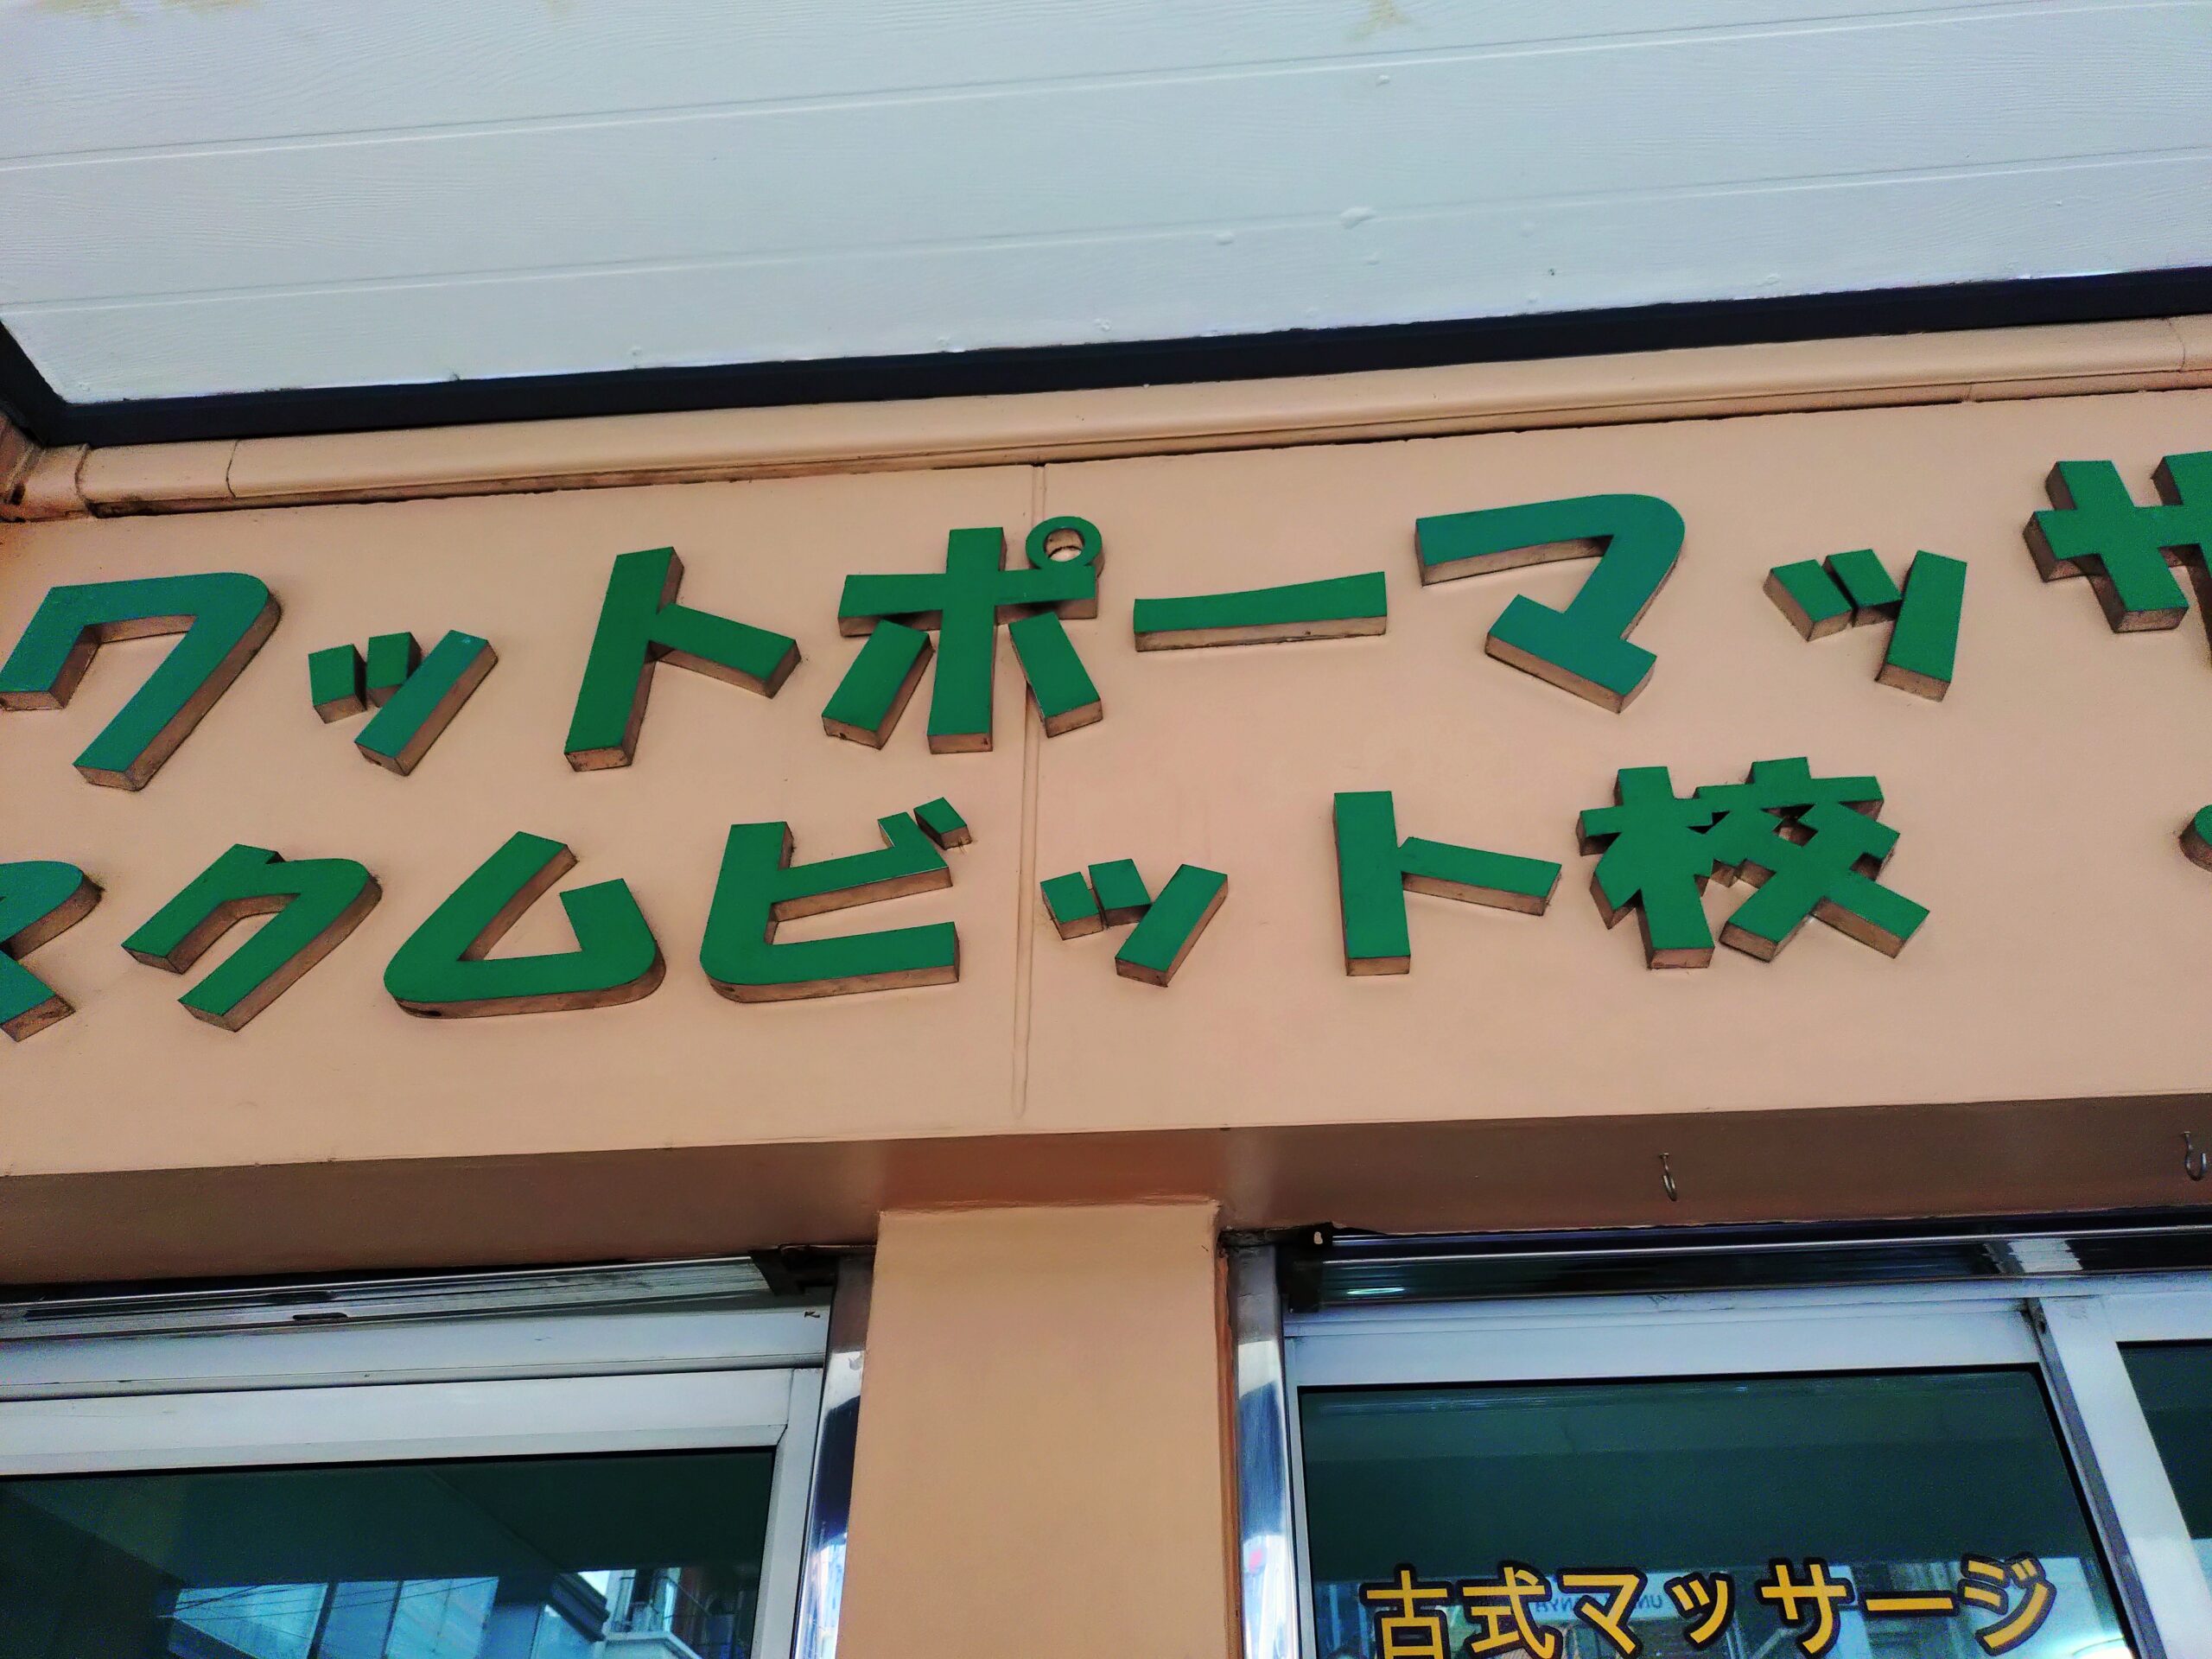 ワットポーマッサ
スクムビット校
古式マッサージ